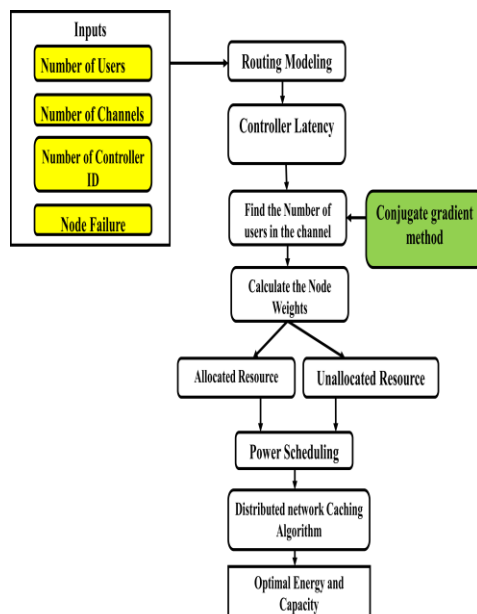 Inputs
Number of Users
Number of Channels
Number of Controller
ID
Node Failure
Routing Modeling
Controller Latency
Find the Number of
users in the channel
Conjugate gradient
method
Calculate the Node
Weights
Allocated Resource
Unallocated Resource
Power Scheduling
Distributed network Caching
Algorithm
Optimal Energy and
Capacity